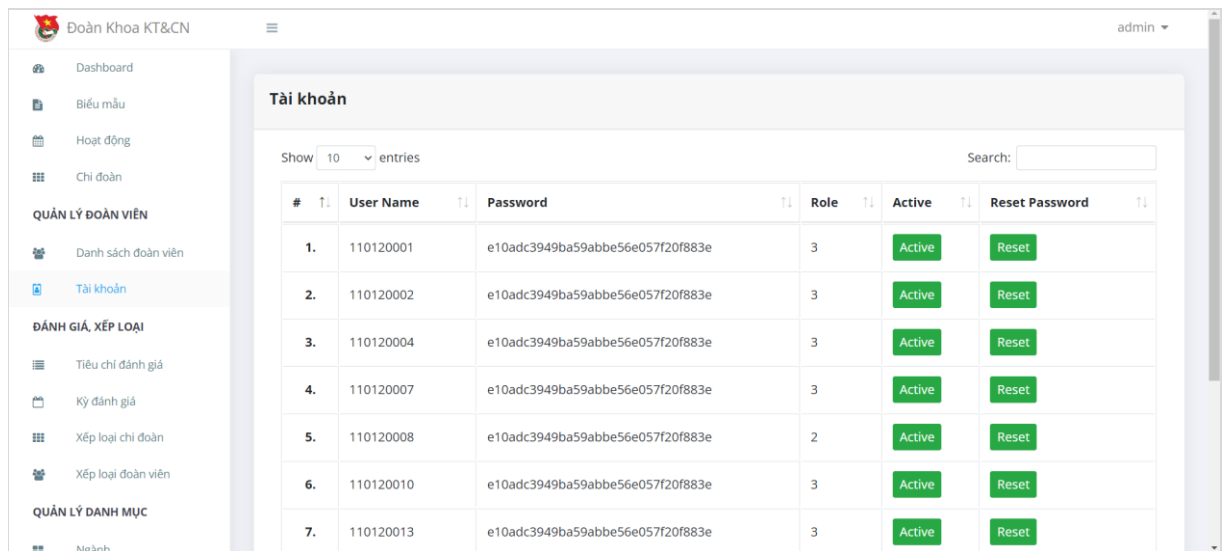 Đoàn Khoa KT&CN
admin
Dashboard
Biểu mẫu
Hoạt động
Chi đoàn
QUẢN LÝ ĐOÀN VIÊN
Danh sách đoàn viên
Tài khoản
ĐÁNH GIÁ, XẾP LOẠI
Tiêu chí đánh giá
Kỳ đánh giá
Xếp loại chi đoàn
Xếp loại đoàn viên
QUẢN LÝ DANH MỤC
Ngành
Tài khoản
Show 10 entries Search:
# User Name Password Role Active Reset Password
1. 110120001 e10adc3949ba59abbe56e057f20f883e 3 Active Reset
2. 110120002 e10adc3949ba59abbe56e057f20f883e 3 Active Reset
3. 110120004 e10adc3949ba59abbe56e057f20f883e 3 Active Reset
4. 110120007 e10adc3949ba59abbe56e057f20f883e 3 Active Reset
5. 110120008 e10adc3949ba59abbe56e057f20f883e 2 Active Reset
6. 110120010 e10adc3949ba59abbe56e057f20f883e 3 Active Reset
7. 110120013 e10adc3949ba59abbe56e057f20f883e 3 Active Reset